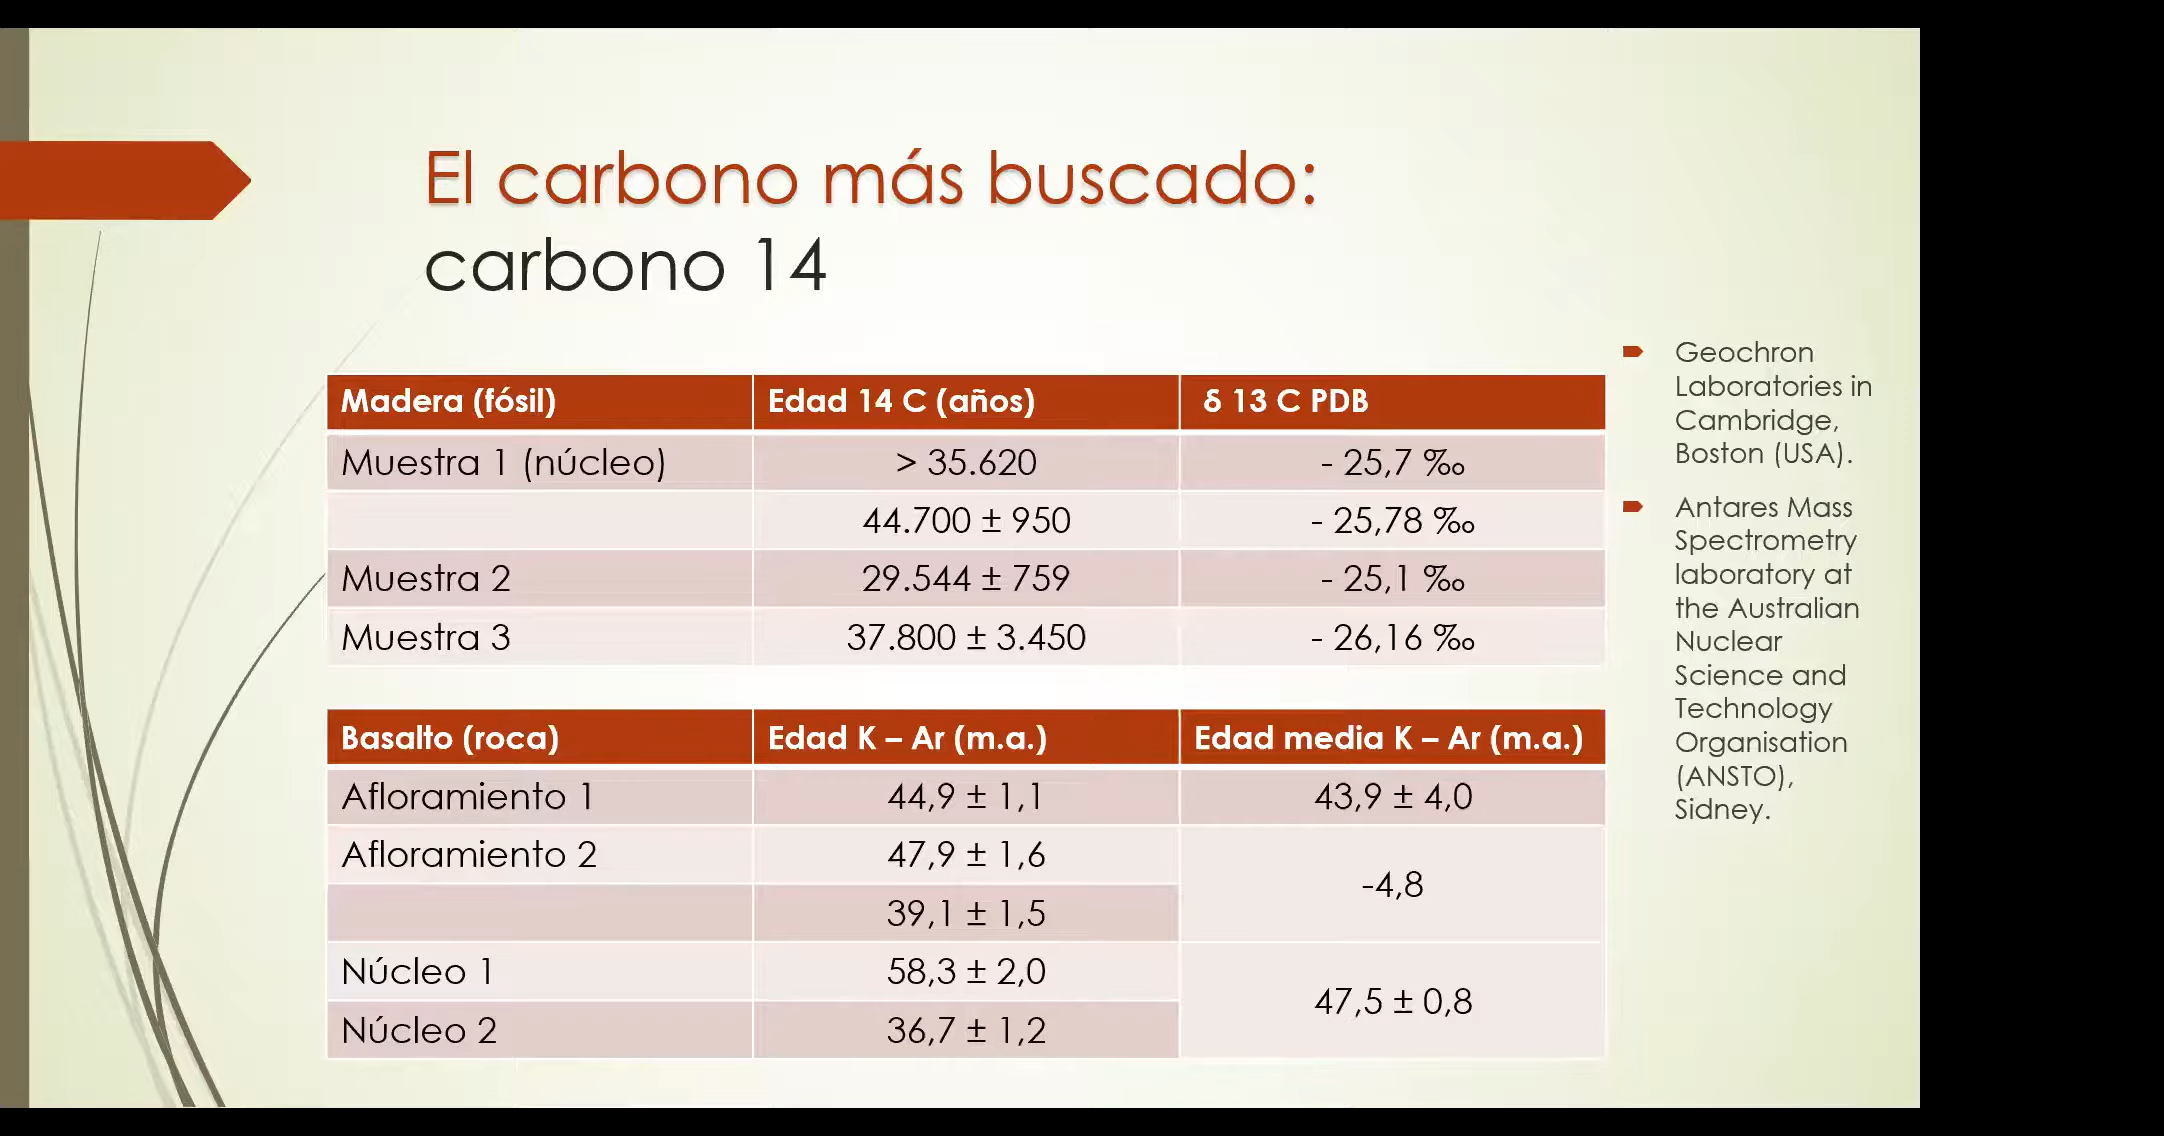 El carbono más buscado:
carbono 14
Madera (fósil) Edad 14 C (años) δ 13 C PDB
Muestra 1 (núcleo) > 35.620 - 25,7 ‰
44.700 ± 950 - 25,78 ‰
Muestra 2 29.544 ± 759 - 25,1 ‰
Muestra 3 37.800 ± 3.450 - 26,16 ‰
Basalto (roca) Edad K – Ar (m.a.) Edad media K – Ar (m.a.)
Afloramiento 1 44,9 ± 1,1 43,9 ± 4,0
Afloramiento 2 47,9 ± 1,6
-4,8
39,1 ± 1,5
Núcleo 1 58,3 ± 2,0
47,5 ± 0,8
Núcleo 2 36,7 ± 1,2
Geochron
Laboratories in
Cambridge,
Boston (USA).
Antares Mass
Spectrometry
laboratory at
the Australian
Nuclear
Science and
Technology
Organisation
(ANSTO),
Sidney.